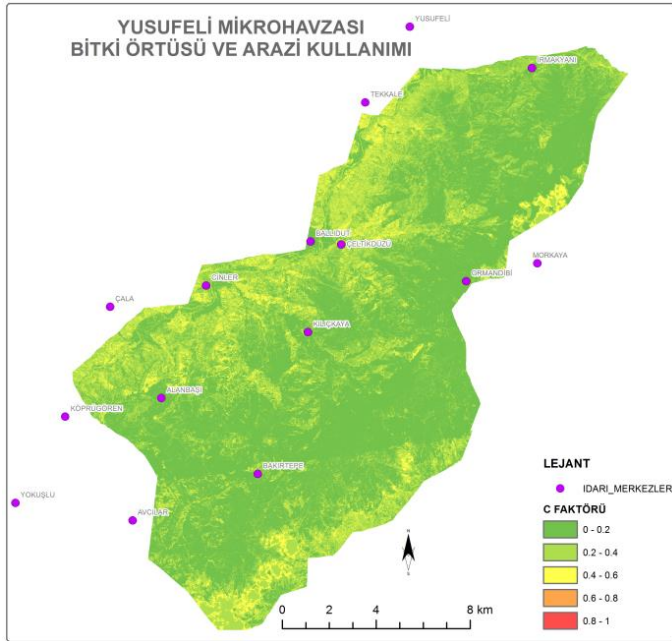 YUSUFELİ MİKROHAVZASI
BİTKİ ÖRTÜSÜ VE ARAZİ KULLANIMI
YUSUFELİ
IRMAKYANI
TEKKALE
BALLIDUT
ÇELTİKDÜZÜ
MORKAYA
ORMANDİBİ
CİNLER
ÇALA
KILIÇKAYA
ALANBAŞI
KÖPRÜGÖREN
BAKIRTEPE
YOKUŞLU
AVCILAR
N
LEJANT
IDARI_MERKEZLER
C FAKTÖRÜ
0 - 0.2
0.2 - 0.4
0.4 - 0.6
0.6 - 0.8
0.8 - 1
0 2 4 8 km